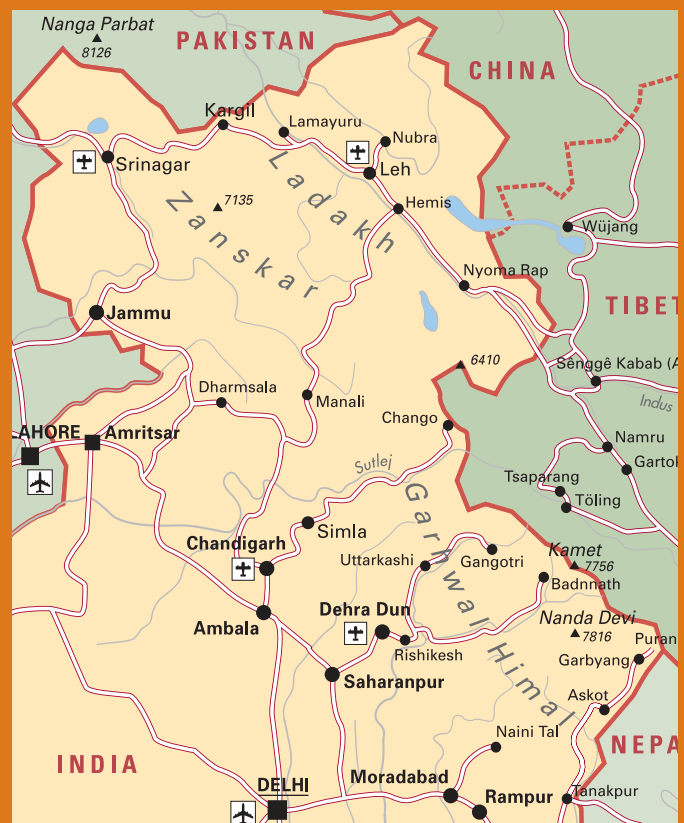 Nanga Parbat
8126
PAKISTAN
CHINA
Kargil
Lamayuru
Nubra
Srinagar
Leh
Ladakh
7135
Zanskar
Hemis
Wüjang
Nyoma Rap
TIBET
Jammu
6410
Sênggê Kabab (A
Dharmsala
Manali
Indus
Chango
AHORE
Amritsar
Namru
Sutlej
Gartok
Tsaparang
Töling
Garhwal Himal
Simla
Chandigarh
Kamet
7756
Uttarkashi
Gangotri
Badnnath
Dehra Dun
Nanda Devi
7816
Ambala
Rishikesh
Puran
Garbyang
Saharanpur
Askot
Naini Tal
NEPA
INDIA
Moradabad
DELHI
Rampur
Tanakpur